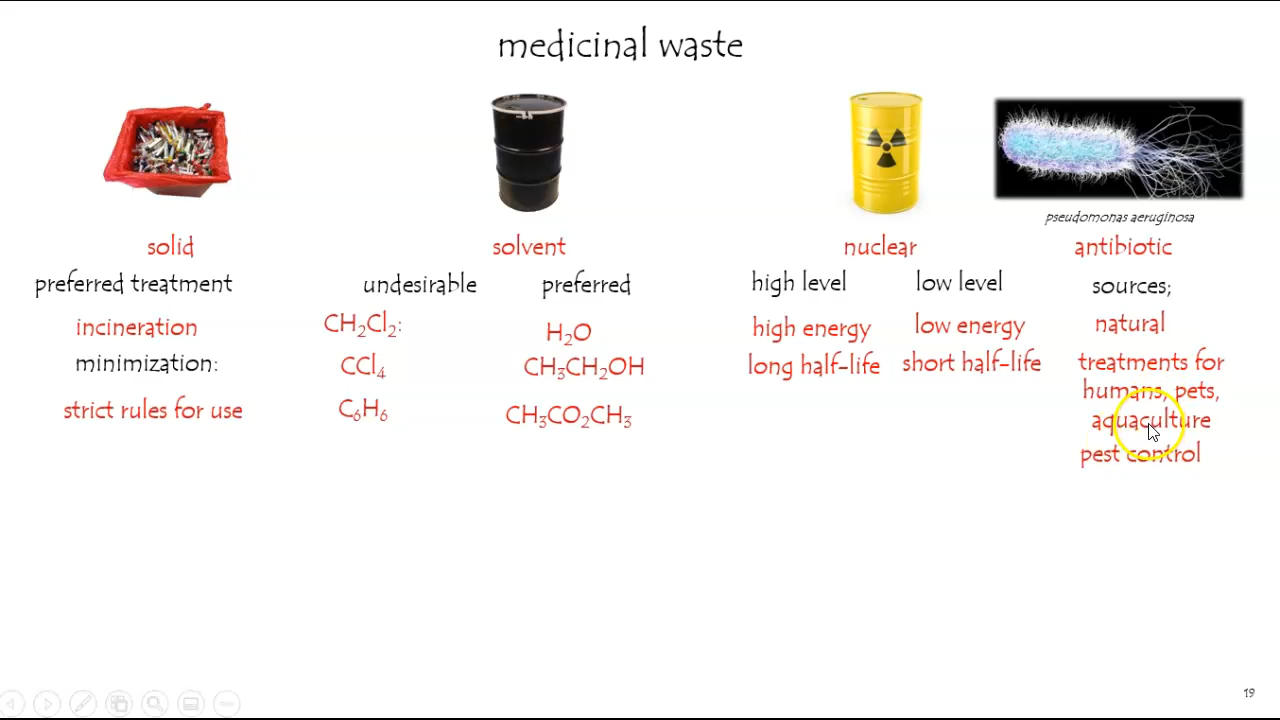 medicinal waste
pseudomonas aeruginosa
solid
solvent
nuclear
antibiotic
preferred treatment
incineration
minimization:
strict rules for use
undesirable
CH₂Cl₂:
CCl₄
C₆H₆
preferred
H₂O
CH₃CH₂OH
CH₃CO₂CH₃
high level
high energy
long half-life
low level
low energy
short half-life
sources;
natural
treatments for
humans, pets,
aquaculture
pest control
19